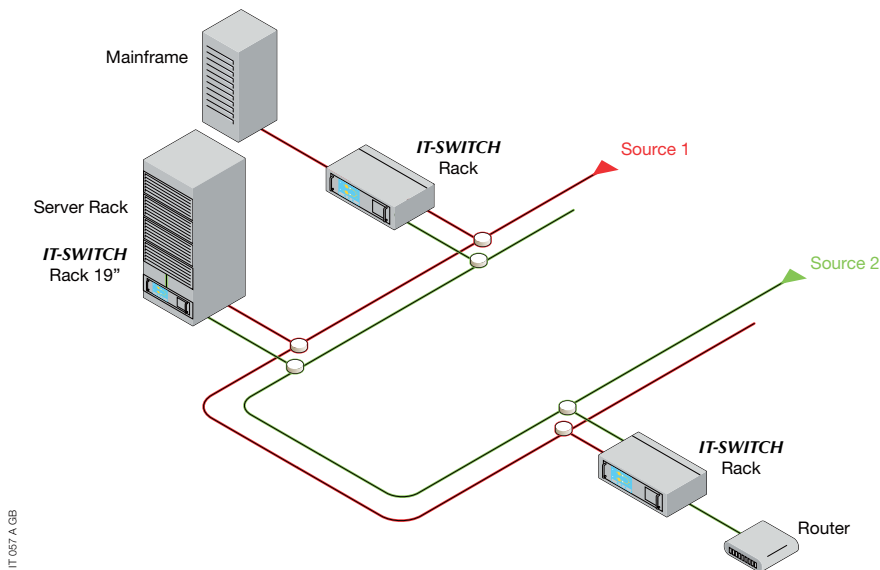 Mainframe
IT-SWITCH
Rack
Source 1
Server Rack
IT-SWITCH
Rack 19”
Source 2
IT-SWITCH
Rack
Router
IT 057 A GB